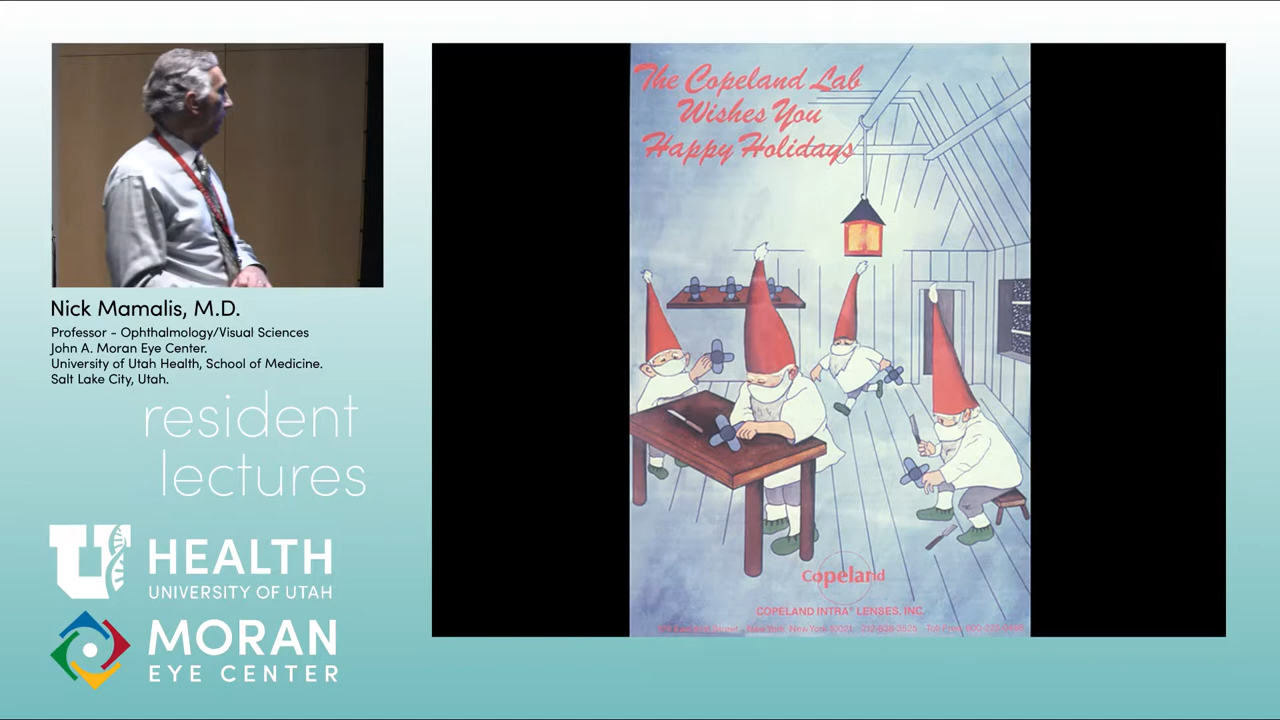 Nick Mamalis, M.D.
Professor - Ophthalmology/Visual Sciences
John A. Moran Eye Center.
University of Utah Health, School of Medicine.
Salt Lake City, Utah.
resident
lectures
U HEALTH
UNIVERSITY OF UTAH
MORAN
EYE CENTER
The Copeland Lab
Wishes You
Happy Holidays
Copeland
COPELAND INTRA® LENSES, INC.
New York, New York 10021